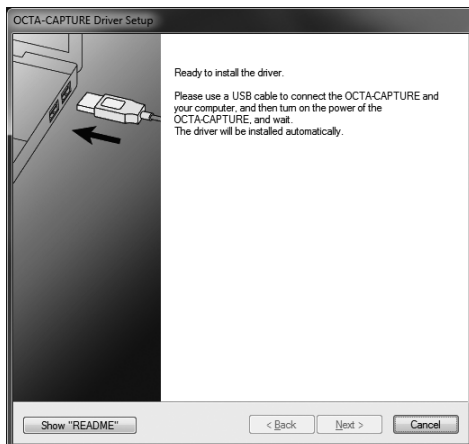 OCTA-CAPTURE Driver Setup
Ready to install the driver.
Please use a USB cable to connect the OCTA-CAPTURE and
your computer, and then turn on the power of the
OCTA-CAPTURE, and wait.
The driver will be installed automatically.
Show "README"
< Back
Next >
Cancel